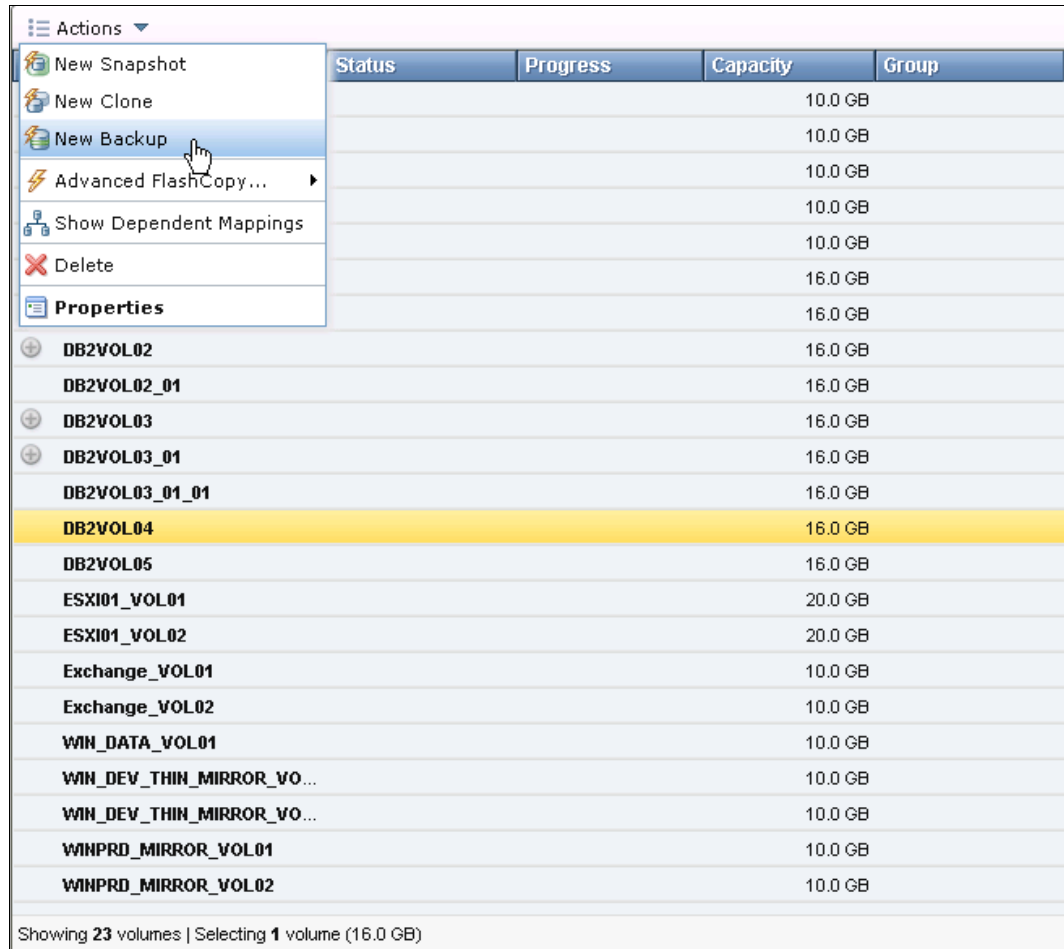 Actions
New Snapshot
New Clone
New Backup
Advanced FlashCopy...
Show Dependent Mappings
Delete
Properties
Status Progress Capacity Group
10.0 GB
10.0 GB
10.0 GB
10.0 GB
10.0 GB
16.0 GB
16.0 GB
DB2VOL02 16.0 GB
DB2VOL02_01 16.0 GB
DB2VOL03 16.0 GB
DB2VOL03_01 16.0 GB
DB2VOL03_01_01 16.0 GB
DB2VOL04 16.0 GB
DB2VOL05 16.0 GB
ESXI01_VOL01 20.0 GB
ESXI01_VOL02 20.0 GB
Exchange_VOL01 10.0 GB
Exchange_VOL02 10.0 GB
WIN_DATA_VOL01 10.0 GB
WIN_DEV_THIN_MIRROR_VO... 10.0 GB
WIN_DEV_THIN_MIRROR_VO... 10.0 GB
WINPRD_MIRROR_VOL01 10.0 GB
WINPRD_MIRROR_VOL02 10.0 GB
Showing 23 volumes | Selecting 1 volume (16.0 GB)